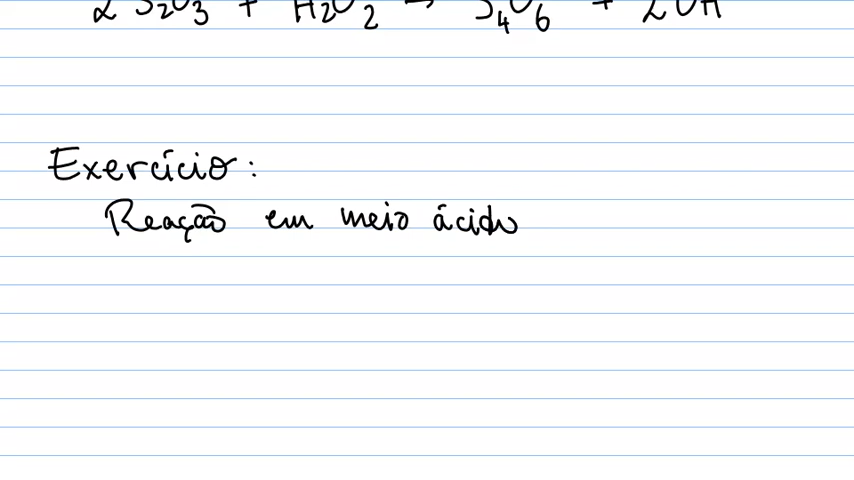 2 S₂O₃ + H₂O₂ → S₄O₆ + 2 OH
Exercício:
Reação em meio ácido